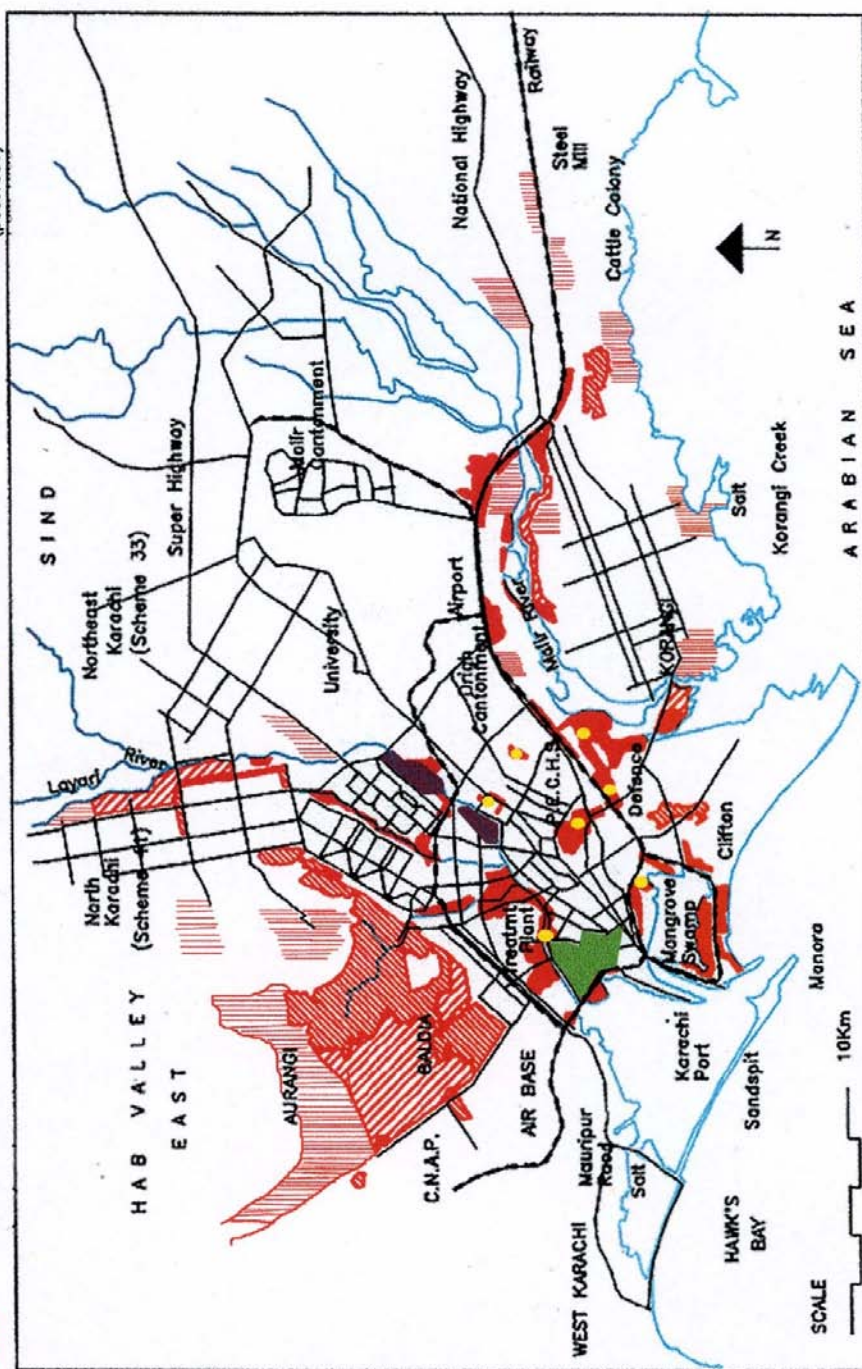 SIND
Northeast
Karachi
(Scheme 33)
Super Highway
Malir
Cantonment
National Highway
Railway
Steel
Mill
Cattle Colony
N
University
Airport
Drigh
Cantonment
Malir River
KORANGI
Salt
Korangi Creek
ARABIAN SEA
Layari River
North
Karachi
HAB VALLEY
EAST
AURANGI
BALDIA
C.N.A.P.
AIR BASE
Treatmt
Plant
P.E.C.H.S.
Defence
Clifton
Mangrove
Swamp
Karachi
Port
Manora
Sandspit
Mauripur
Road
Salt
WEST KARACHI
HAWK'S
BAY
SCALE
10Km